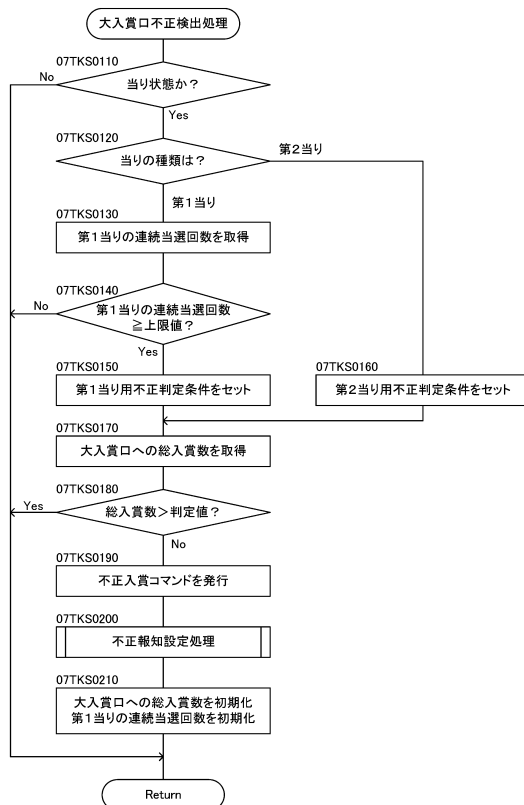 大入賞口不正検出処理
07TKS0110
No
当り状態か？
Yes
07TKS0120
当りの種類は？
第２当り
第１当り
07TKS0130
第１当りの連続当選回数を取得
07TKS0140
No
第１当りの連続当選回数
≧上限値？
Yes
07TKS0150
第１当り用不正判定条件をセット
07TKS0160
第２当り用不正判定条件をセット
07TKS0170
大入賞口への総入賞数を取得
07TKS0180
Yes
総入賞数＞判定値？
No
07TKS0190
不正入賞コマンドを発行
07TKS0200
不正報知設定処理
07TKS0210
大入賞口への総入賞数を初期化
第１当りの連続当選回数を初期化
Return